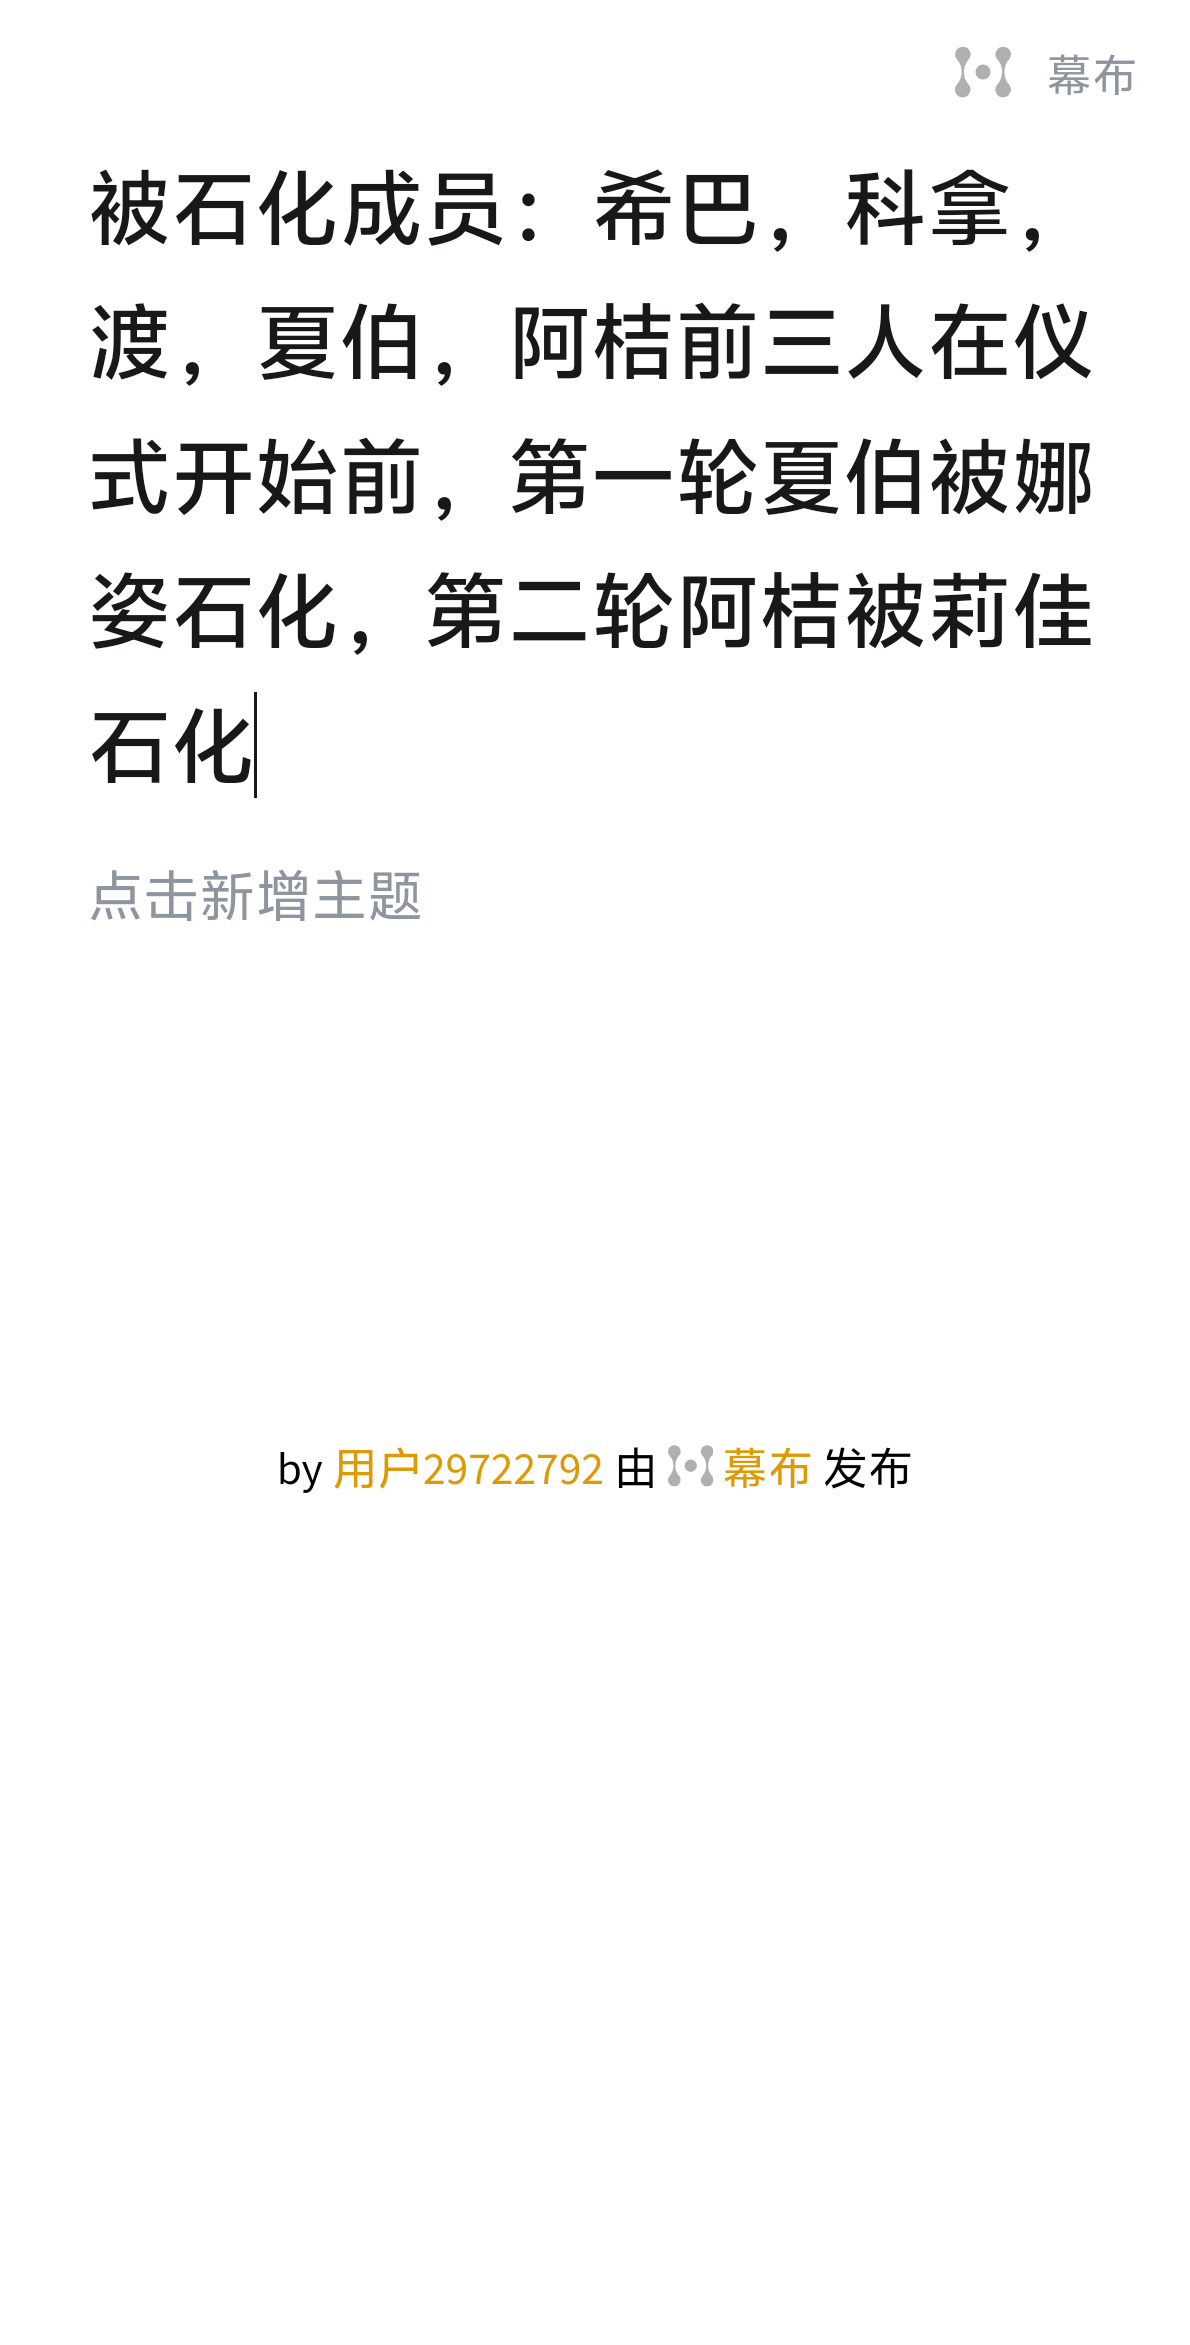 幕布
被石化成员：希巴，科拿，
渡，夏伯，阿桔前三人在仪
式开始前，第一轮夏伯被娜
姿石化，第二轮阿桔被莉佳
石化
点击新增主题
by 用户29722792 由 幕布 发布